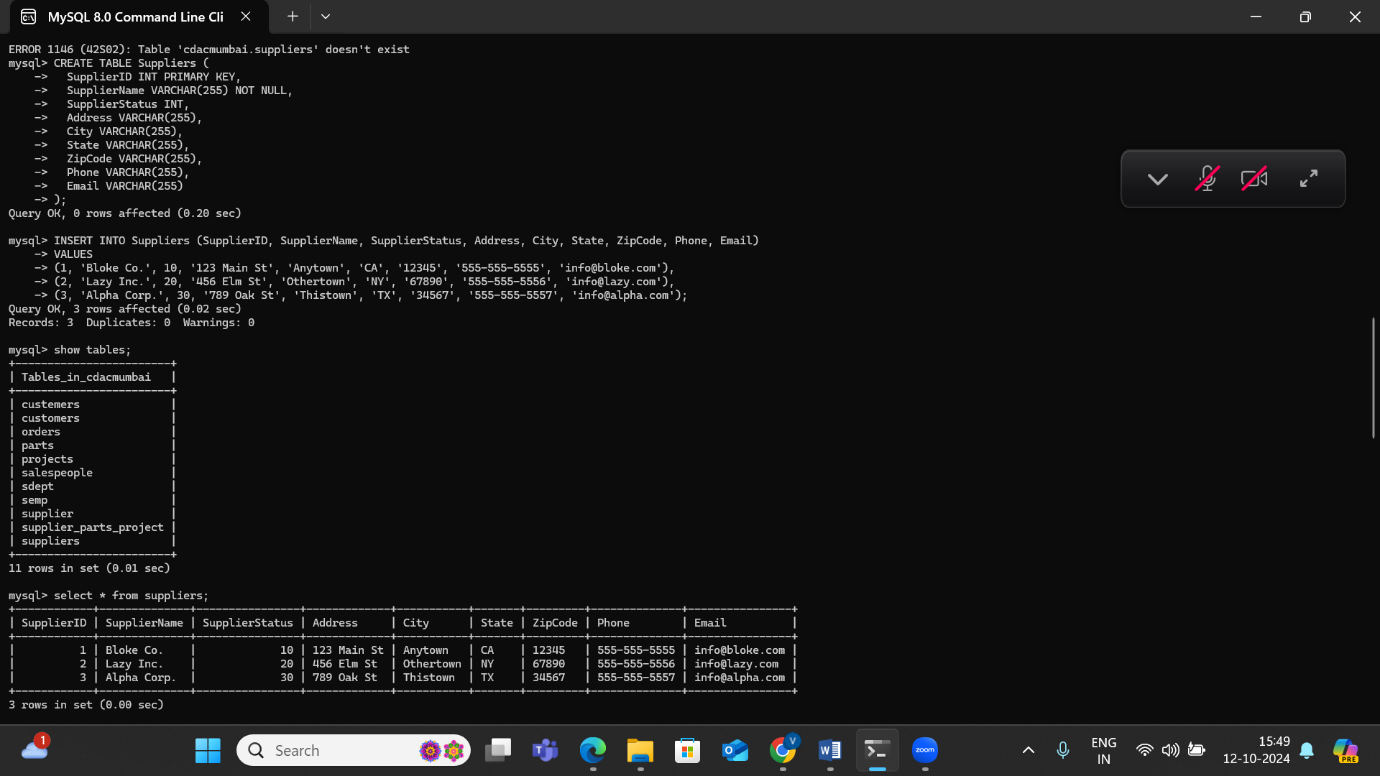 MySQL 8.0 Command Line Cli
ERROR 1146 (42S02): Table 'cdacmumbai.suppliers' doesn't exist
mysql> CREATE TABLE Suppliers (
    ->   SupplierID INT PRIMARY KEY,
    ->   SupplierName VARCHAR(255) NOT NULL,
    ->   SupplierStatus INT,
    ->   Address VARCHAR(255),
    ->   City VARCHAR(255),
    ->   State VARCHAR(255),
    ->   ZipCode VARCHAR(255),
    ->   Phone VARCHAR(255),
    ->   Email VARCHAR(255)
    -> );
Query OK, 0 rows affected (0.20 sec)
mysql> INSERT INTO Suppliers (SupplierID, SupplierName, SupplierStatus, Address, City, State, ZipCode, Phone, Email)
    -> VALUES
    -> (1, 'Bloke Co.', 10, '123 Main St', 'Anytown', 'CA', '12345', '555-555-5555', 'info@bloke.com'),
    -> (2, 'Lazy Inc.', 20, '456 Elm St', 'Othertown', 'NY', '67890', '555-555-5556', 'info@lazy.com'),
    -> (3, 'Alpha Corp.', 30, '789 Oak St', 'Thistown', 'TX', '34567', '555-555-5557', 'info@alpha.com');
Query OK, 3 rows affected (0.02 sec)
Records: 3  Duplicates: 0  Warnings: 0
mysql> show tables;
+------------------------+
| Tables_in_cdacmumbai   |
+------------------------+
| custemers              |
| customers              |
| orders                 |
| parts                  |
| projects               |
| salespeople            |
| sdept                  |
| semp                   |
| supplier               |
| supplier_parts_project |
| suppliers              |
+------------------------+
11 rows in set (0.01 sec)
mysql> select * from suppliers;
+------------+--------------+----------------+-------------+-----------+-------+---------+--------------+----------------+
| SupplierID | SupplierName | SupplierStatus | Address     | City      | State | ZipCode | Phone        | Email          |
+------------+--------------+----------------+-------------+-----------+-------+---------+--------------+----------------+
|          1 | Bloke Co.    |             10 | 123 Main St | Anytown   | CA    | 12345   | 555-555-5555 | info@bloke.com |
|          2 | Lazy Inc.    |             20 | 456 Elm St  | Othertown | NY    | 67890   | 555-555-5556 | info@lazy.com  |
|          3 | Alpha Corp.  |             30 | 789 Oak St  | Thistown  | TX    | 34567   | 555-555-5557 | info@alpha.com |
+------------+--------------+----------------+-------------+-----------+-------+---------+--------------+----------------+
3 rows in set (0.00 sec)
1
Search
V
zoom
ENG
IN
15:49
12-10-2024
PRE